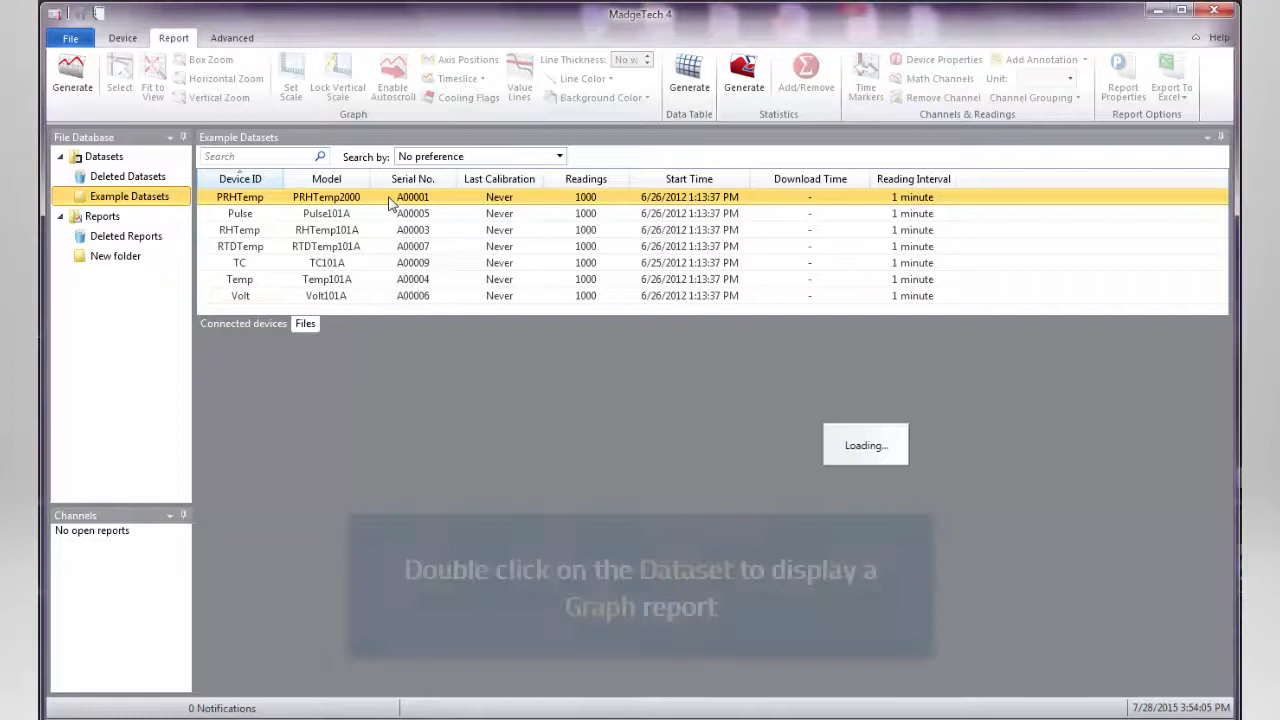 MadgeTech 4
File Device Report Advanced Help
Generate
Select
Fit to View
Box Zoom
Horizontal Zoom
Vertical Zoom
Set Scale
Lock Vertical Scale
Enable Autoscroll
Axis Positions
Timeslice
Cooling Flags
Value Lines
Line Thickness:
Line Color
Background Color
Graph
Generate
Data Table
Generate
Add/Remove
Statistics
Time Markers
Device Properties
Math Channels
Remove Channel
Add Annotation
Unit:
Channel Grouping
Channels & Readings
Report Properties
Export To Excel
Report Options
File Database
Datasets
Deleted Datasets
Example Datasets
Reports
Deleted Reports
New folder
Example Datasets
Search Search by: No preference
Device ID Model Serial No. Last Calibration Readings Start Time Download Time Reading Interval
PRHTemp PRHTemp2000 A00001 Never 1000 6/26/2012 1:13:37 PM - 1 minute
Pulse Pulse101A A00005 Never 1000 6/26/2012 1:13:37 PM - 1 minute
RHTemp RHTemp101A A00003 Never 1000 6/26/2012 1:13:37 PM - 1 minute
RTDTemp RTDTemp101A A00007 Never 1000 6/26/2012 1:13:37 PM - 1 minute
TC TC101A A00009 Never 1000 6/25/2012 1:13:37 PM - 1 minute
Temp Temp101A A00004 Never 1000 6/26/2012 1:13:37 PM - 1 minute
Volt Volt101A A00006 Never 1000 6/26/2012 1:13:37 PM - 1 minute
Connected devices Files
Loading...
Channels
No open reports
Double click on the Dataset to display a
Graph report
0 Notifications
7/28/2015 3:54:05 PM